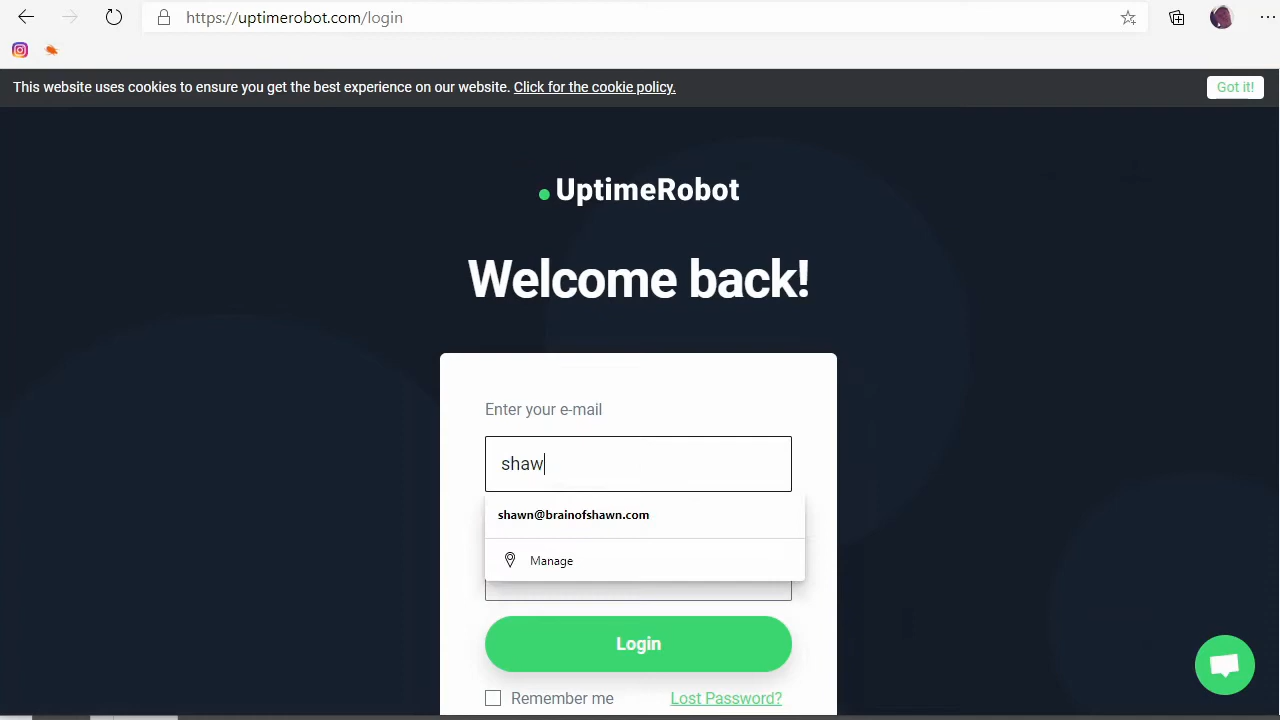 https://uptimerobot.com/login
This website uses cookies to ensure you get the best experience on our website. Click for the cookie policy.
Got it!
UptimeRobot
Welcome back!
Enter your e-mail
shaw
shawn@brainofshawn.com
Manage
Login
Remember me
Lost Password?